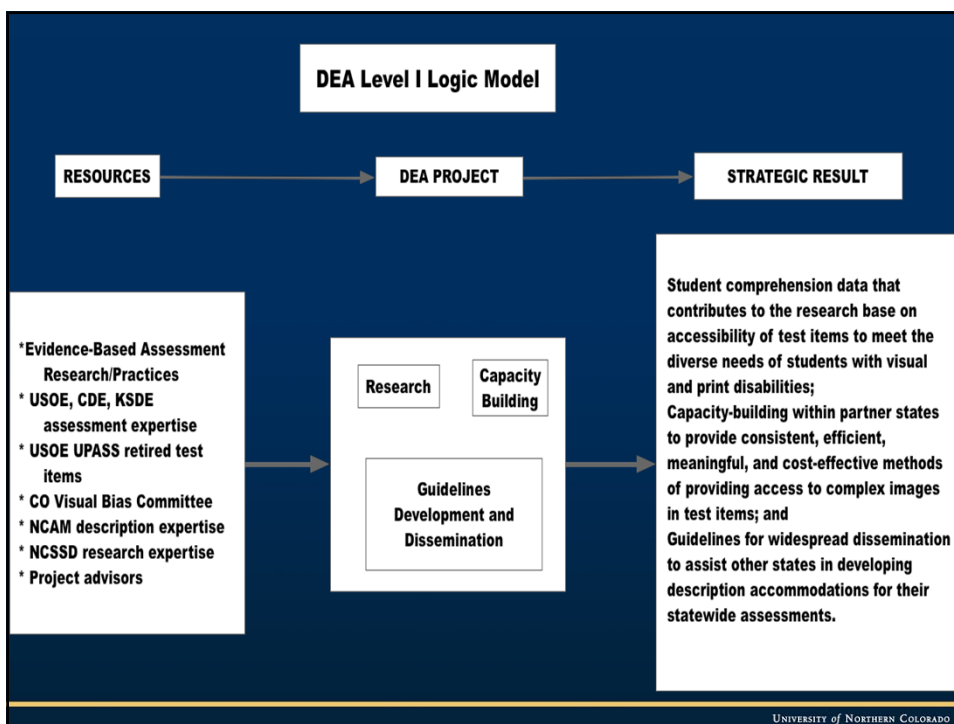 DEA Level I Logic Model
RESOURCES
DEA PROJECT
STRATEGIC RESULT
*Evidence-Based Assessment
Research/Practices
* USOE, CDE, KSDE
assessment expertise
* USOE UPASS retired test
items
* CO Visual Bias Committee
* NCAM description expertise
* NCSSD research expertise
* Project advisors
Research
Capacity
Building
Guidelines
Development and
Dissemination
Student comprehension data that
contributes to the research base on
accessibility of test items to meet the
diverse needs of students with visual
and print disabilities;
Capacity-building within partner states
to provide consistent, efficient,
meaningful, and cost-effective methods
of providing access to complex images
in test items; and
Guidelines for widespread dissemination
to assist other states in developing
description accommodations for their
statewide assessments.
UNIVERSITY of NORTHERN COLORADO